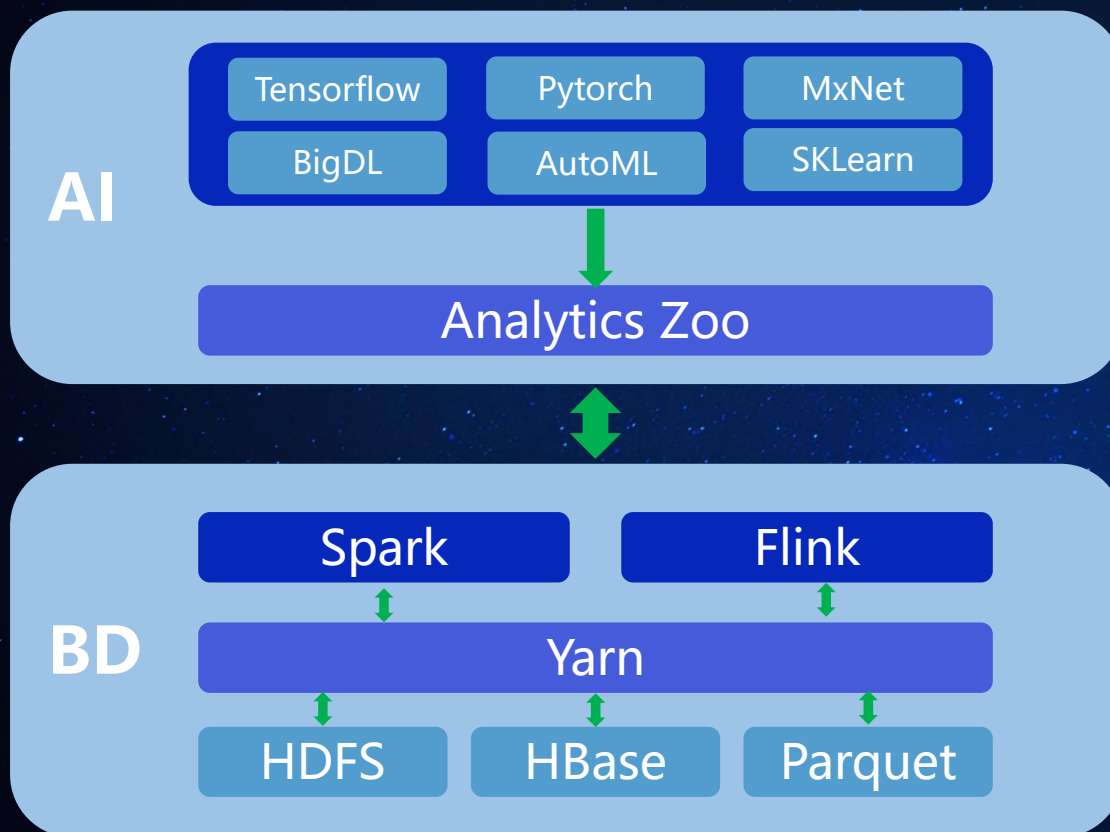 Tensorflow
Pytorch
MxNet
BigDL
AutoML
SKLearn
AI
Analytics Zoo
Spark
Flink
BD
Yarn
HDFS
HBase
Parquet